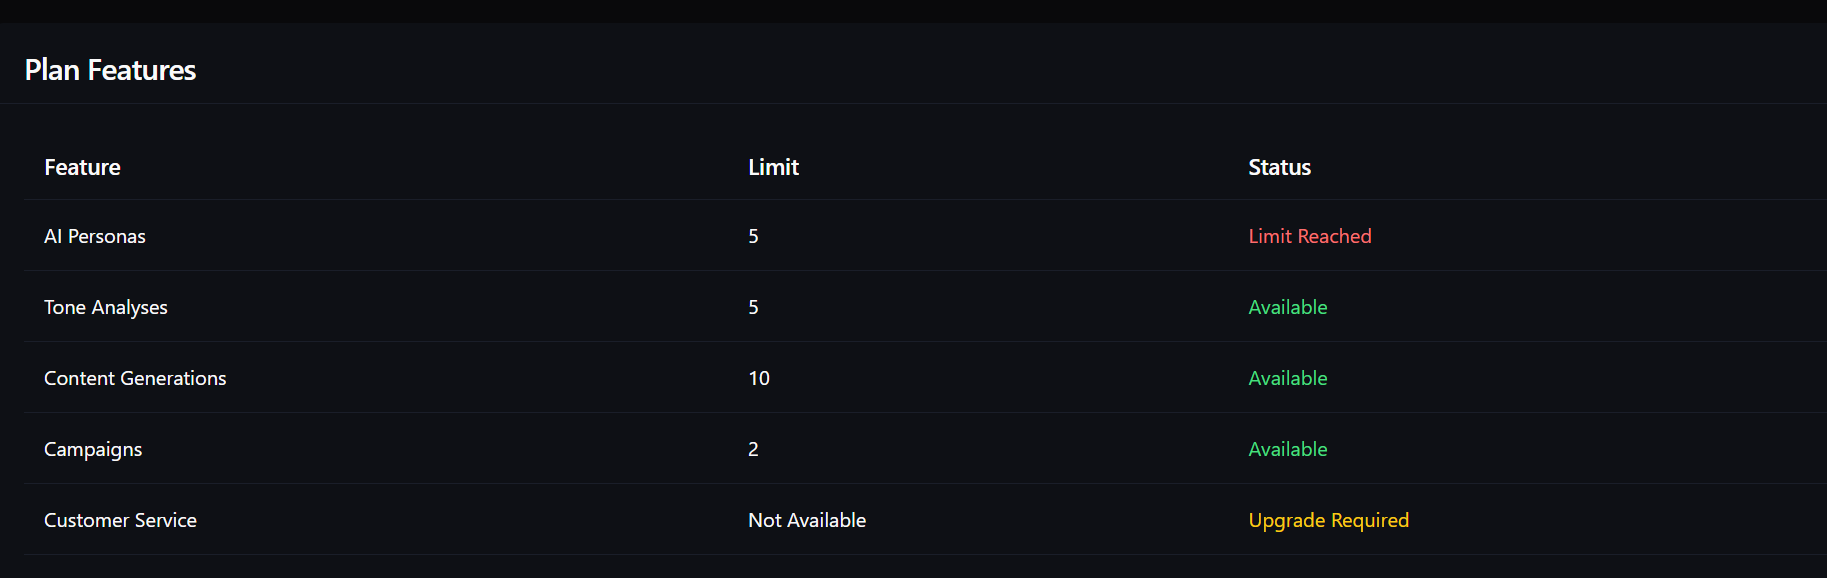 Plan Features
Feature Limit Status
AI Personas 5 Limit Reached
Tone Analyses 5 Available
Content Generations 10 Available
Campaigns 2 Available
Customer Service Not Available Upgrade Required